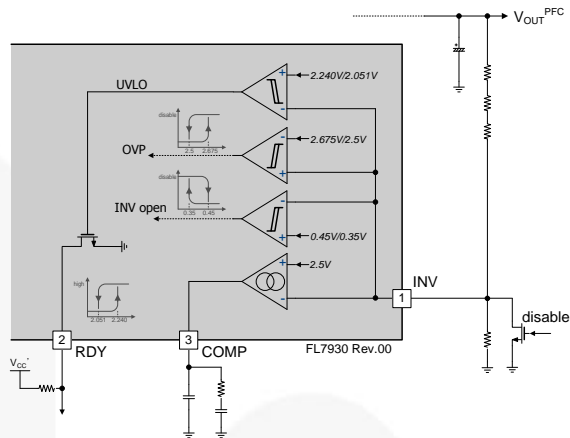 V_OUT^PFC
UVLO
+
2.240V/2.051V
-
disable
2.5 2.675
OVP
-
2.675V/2.5V
+
disable
0.35 0.45
INV open
-
+
0.45V/0.35V
+
2.5V
-
high
2.051 2.240
INV
1
disable
2
RDY
3
COMP
FL7930 Rev.00
V_CC'
+